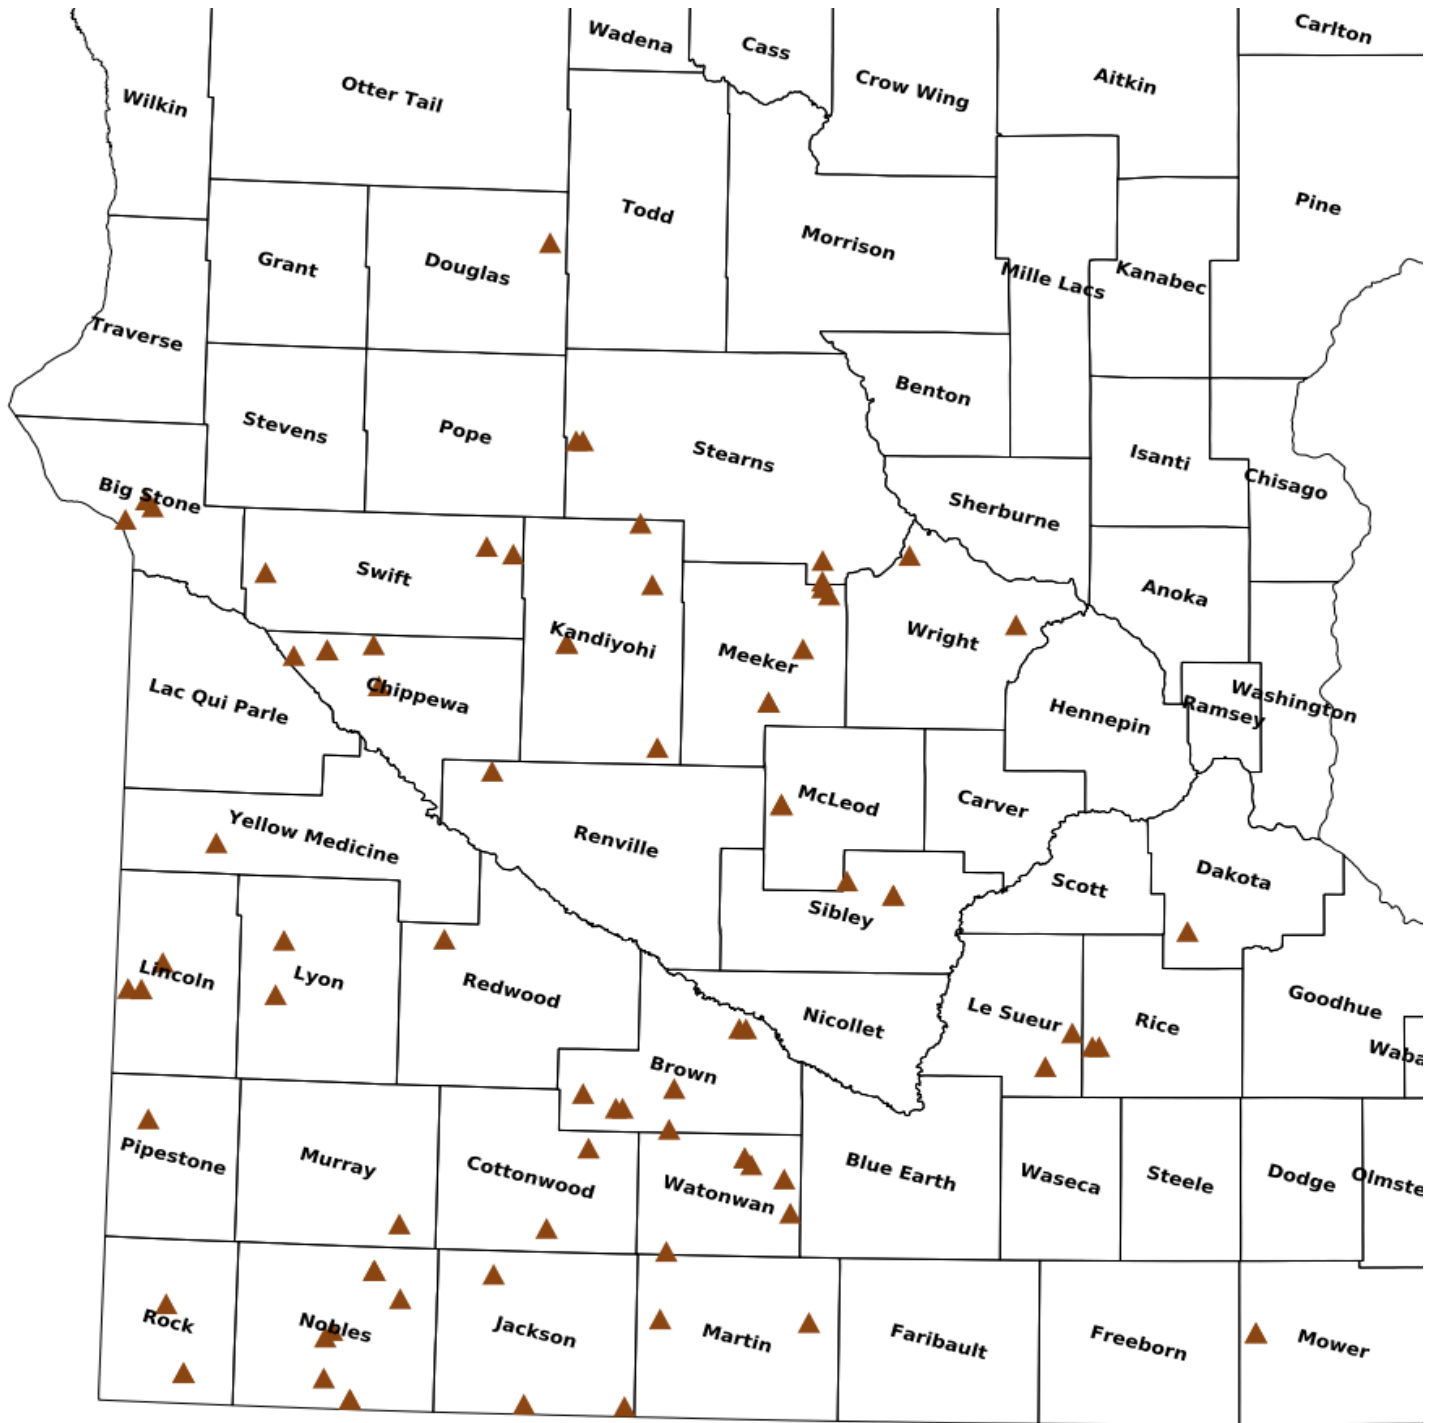 Carlton
Wadena
Cass
Aitkin
Crow Wing
Otter Tail
Wilkin
Pine
Todd
Morrison
Grant
Douglas
Mille Lacs
Kanabec
Traverse
Benton
Stevens
Pope
Stearns
Isanti
Chisago
Big Stone
Sherburne
Swift
Anoka
Kandiyohi
Wright
Meeker
Chippewa
Lac Qui Parle
Hennepin
Ramsey
Washington
McLeod
Carver
Yellow Medicine
Renville
Scott
Dakota
Sibley
Lincoln
Lyon
Redwood
Nicollet
Le Sueur
Rice
Goodhue
Waba
Brown
Pipestone
Murray
Cottonwood
Watonwan
Blue Earth
Waseca
Steele
Dodge
Olmste
Rock
Nobles
Jackson
Martin
Faribault
Freeborn
Mower